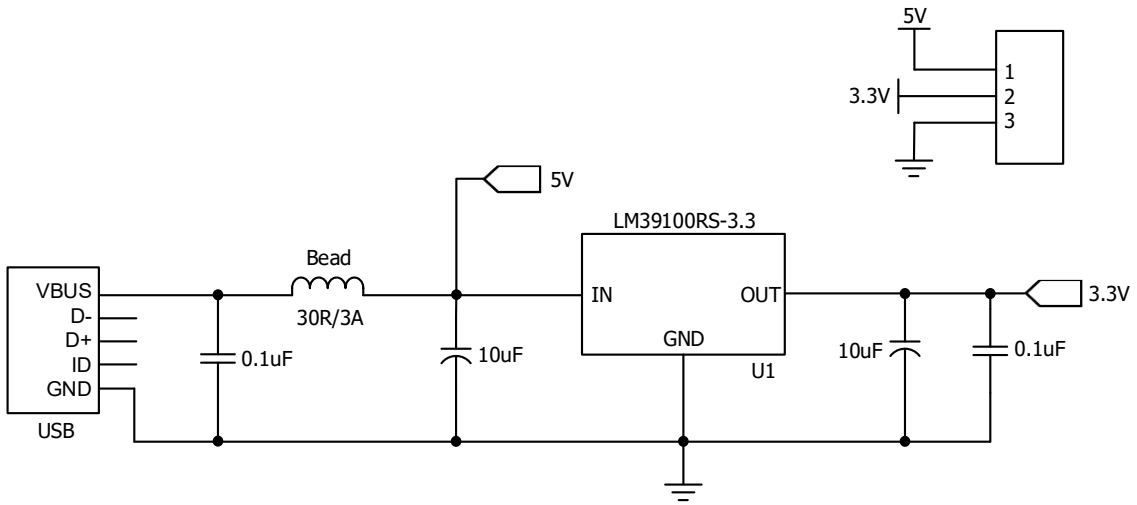 5V
1
3.3V
2
3
5V
LM39100RS-3.3
Bead
VBUS
IN
OUT
3.3V
D-
30R/3A
D+
GND
0.1uF
10uF
10uF
0.1uF
ID
U1
GND
USB